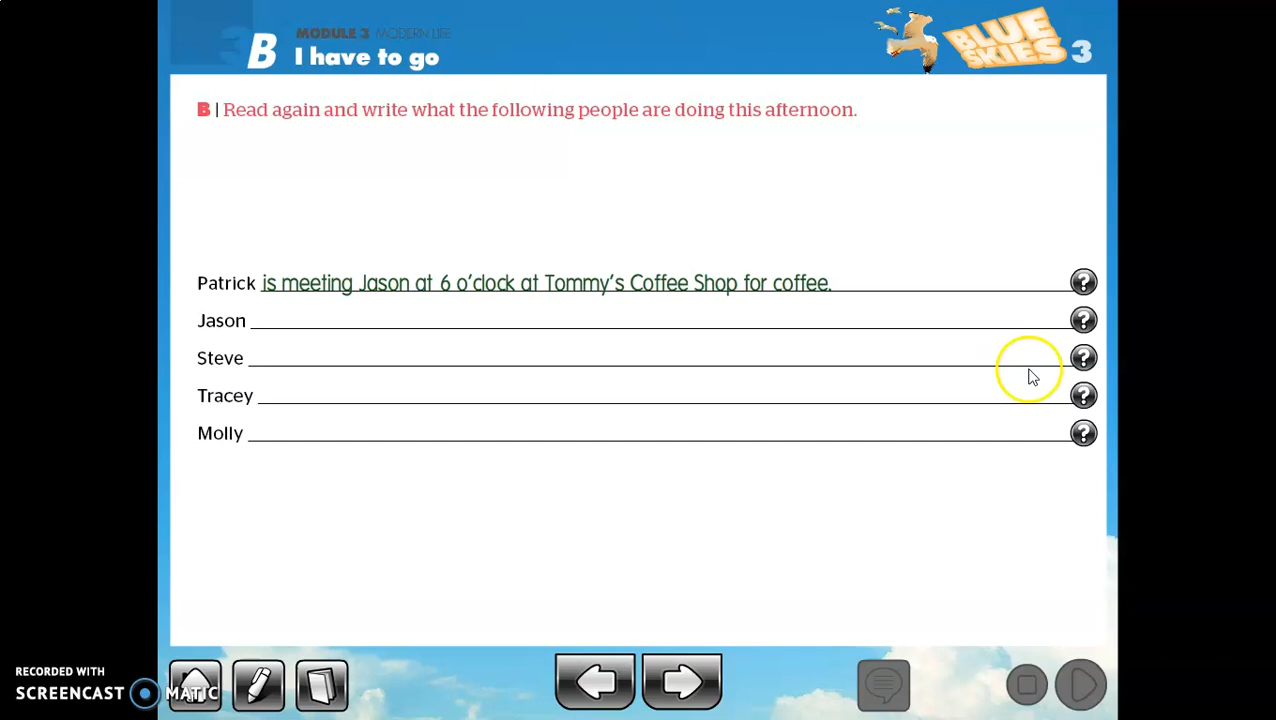 MODULE 3 MODERN LIFE
3 B I have to go
BLUE SKIES 3
B | Read again and write what the following people are doing this afternoon.
Patrick is meeting Jason at 6 o'clock at Tommy's Coffee Shop for coffee. ?
Jason ?
Steve ?
Tracey ?
Molly ?
RECORDED WITH
SCREENCAST MATIC